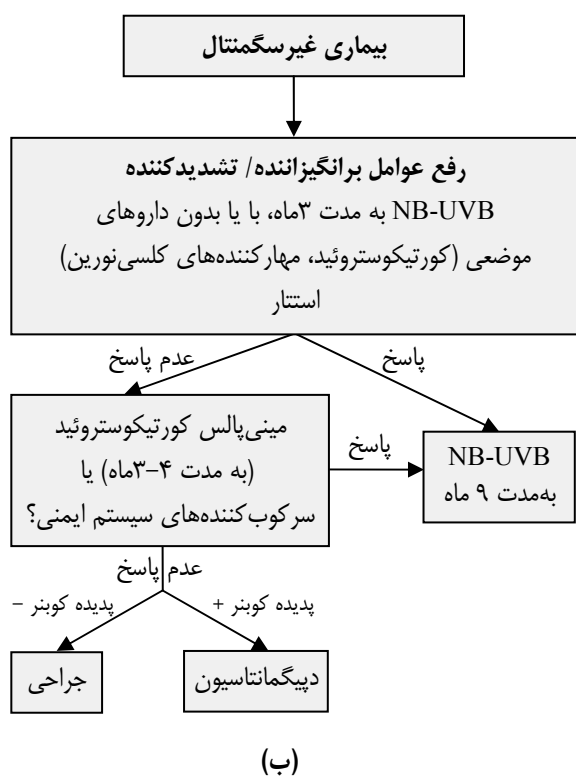 بیماری غیرسگمنتال
رفع عوامل برانگیزاننده/ تشدیدکننده
NB-UVB به مدت ۳ماه، با یا بدون داروهای
موضعی (کورتیکوستروئید، مهارکننده‌های کلسی‌نورین)
استتار
پاسخ
عدم پاسخ
مینی‌پالس کورتیکوستروئید
(به مدت ۴–۳ماه) یا
سرکوب‌کننده‌های سیستم ایمنی؟
پاسخ
NB-UVB
به‌مدت ۹ ماه
عدم پاسخ
پدیده کوبنر +
پدیده کوبنر –
دپیگمانتاسیون
جراحی
(ب)